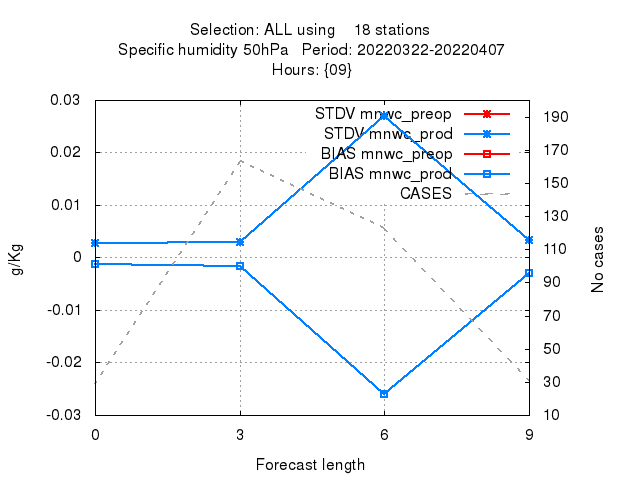 Selection: ALL using 18 stations
Specific humidity 50hPa Period: 20220322-20220407
Hours: {09}
STDV mnwc_preop
STDV mnwc_prod
BIAS mnwc_preop
BIAS mnwc_prod
CASES
0.03
0.02
0.01
0
-0.01
-0.02
-0.03
g/Kg
190
170
150
130
110
90
70
50
30
10
No cases
0 3 6 9
Forecast length